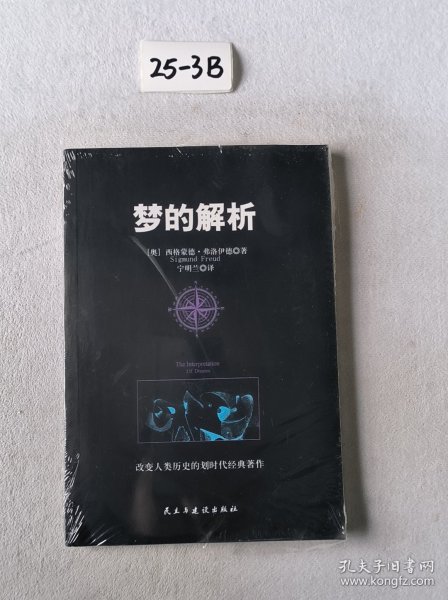 25-3B
梦的解析
[奥] 西格蒙德·弗洛伊德 著
Sigmund Freud
宁明兰 译
The Interpretation
Of Dreams
改变人类历史的划时代经典著作
民主与建设出版社
孔夫子旧书网
www.kongfz.com